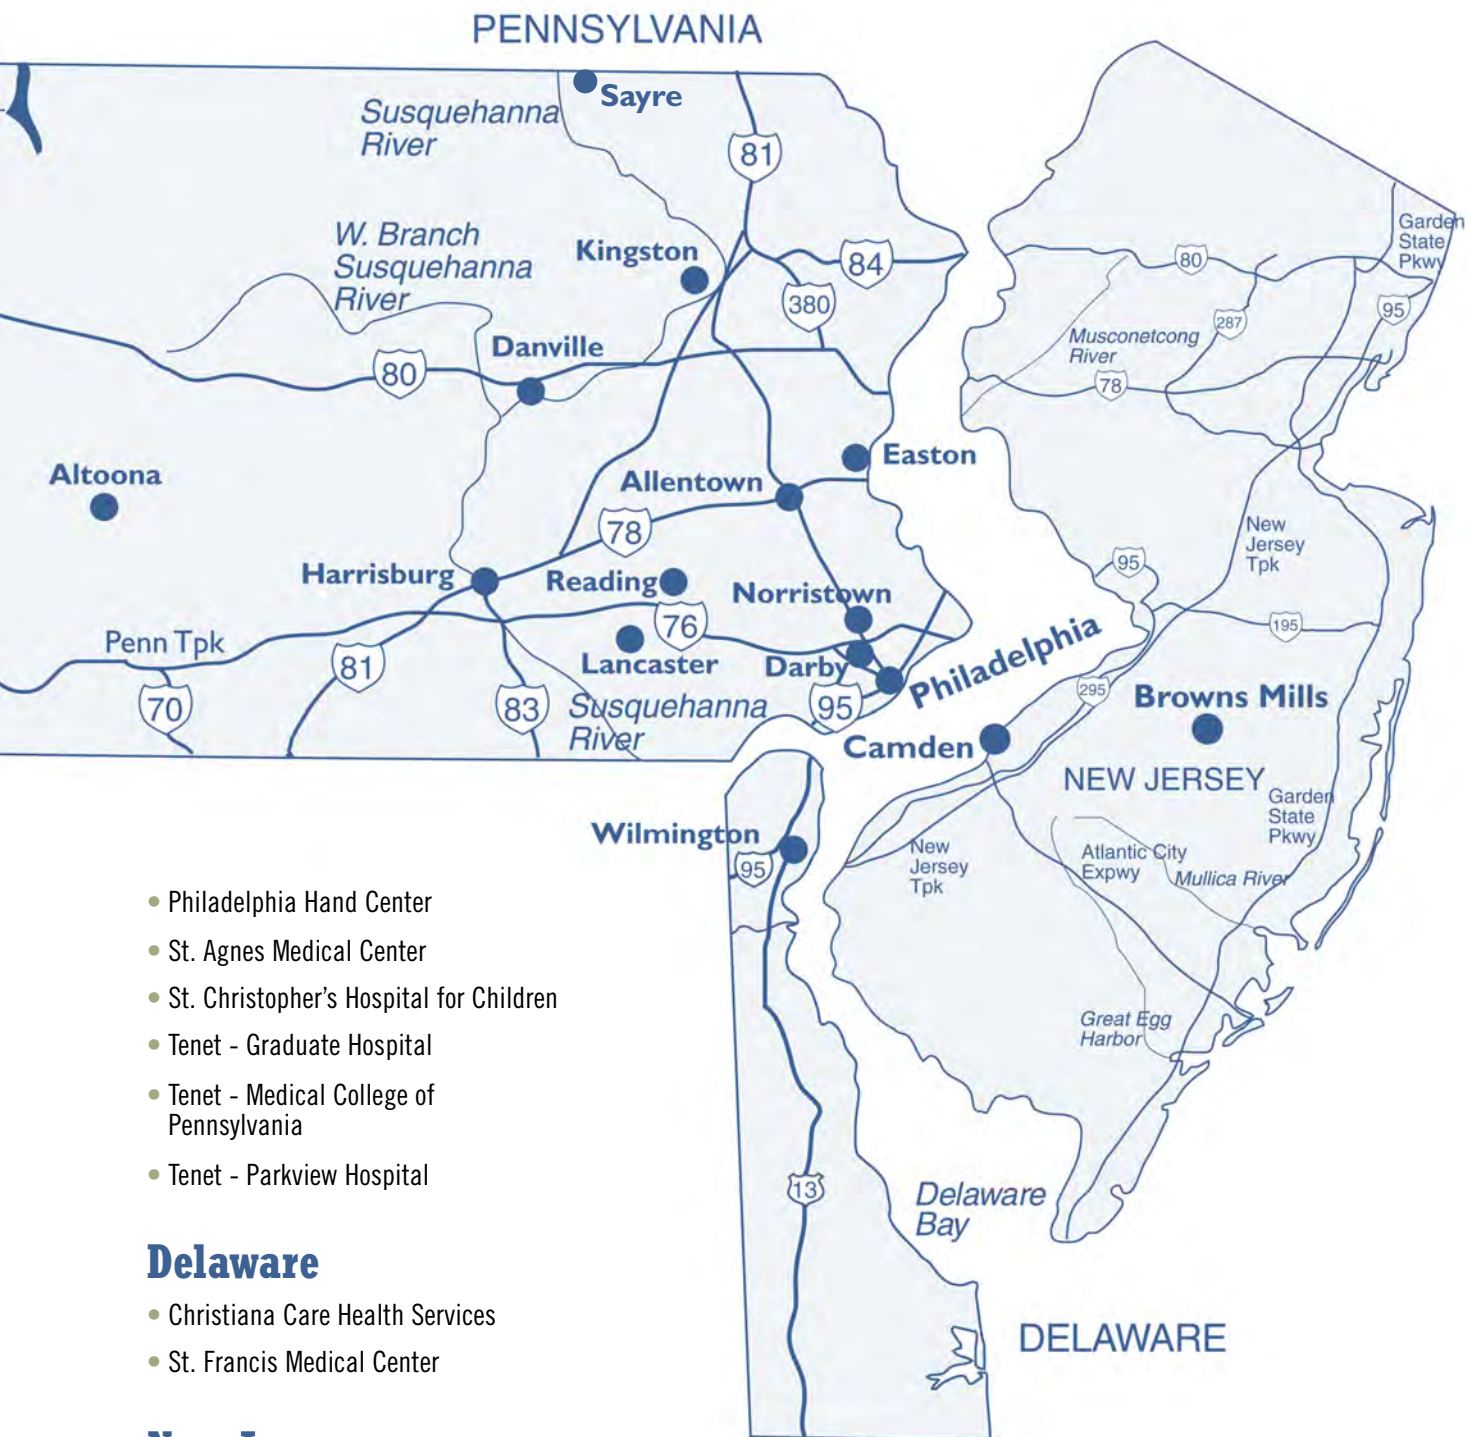 PENNSYLVANIA
Sayre
Susquehanna
River
81
W. Branch
Susquehanna
River
Kingston
84
380
Danville
80
Easton
Altoona
Allentown
78
Harrisburg
Reading
Norristown
76
Penn Tpk
81
Lancaster
Darby
Philadelphia
70
83
Susquehanna
River
95
Garden
State
Pkwy
80
95
287
Musconetcong
River
78
New
Jersey
Tpk
95
195
295
Browns Mills
Camden
NEW JERSEY
Garden
State
Pkwy
Wilmington
95
New
Jersey
Tpk
Atlantic City
Expwy
Mullica River
Great Egg
Harbor
13
Delaware
Bay
DELAWARE
• Philadelphia Hand Center
• St. Agnes Medical Center
• St. Christopher’s Hospital for Children
• Tenet - Graduate Hospital
• Tenet - Medical College of
Pennsylvania
• Tenet - Parkview Hospital
Delaware
• Christiana Care Health Services
• St. Francis Medical Center